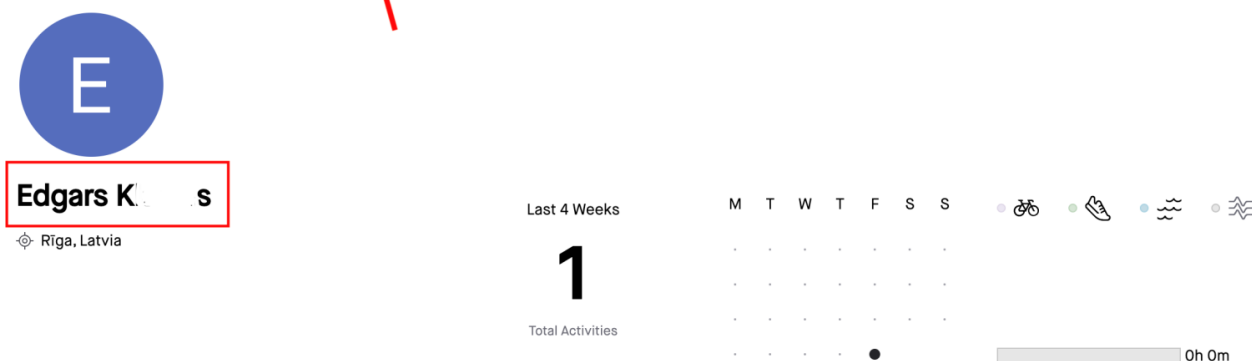 E
Edgars K
s
Rīga, Latvia
Last 4 Weeks
1
Total Activities
M T W T F S S
0h 0m